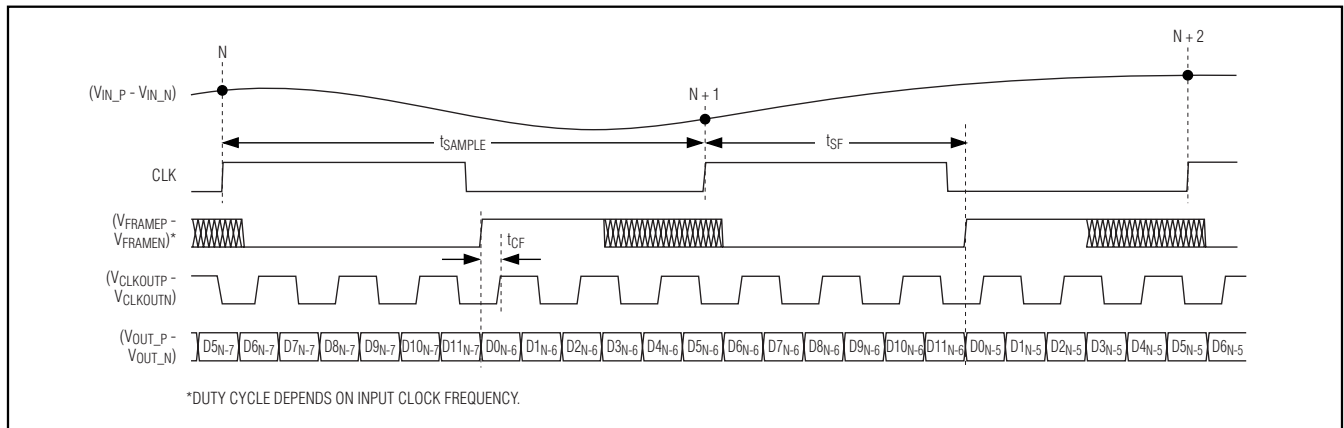 N
N + 1
N + 2
(VIN_P - VIN_N)
tSAMPLE
tSF
CLK
(VFRAMEP -
VFRAMEN)*
tCF
(VCLKOUTP -
VCLKOUTN)
(VOUT_P -
VOUT_N)
D5N-7 D6N-7 D7N-7 D8N-7 D9N-7 D10N-7 D11N-7 D0N-6 D1N-6 D2N-6 D3N-6 D4N-6 D5N-6 D6N-6 D7N-6 D8N-6 D9N-6 D10N-6 D11N-6 D0N-5 D1N-5 D2N-5 D3N-5 D4N-5 D5N-5 D6N-5
*DUTY CYCLE DEPENDS ON INPUT CLOCK FREQUENCY.